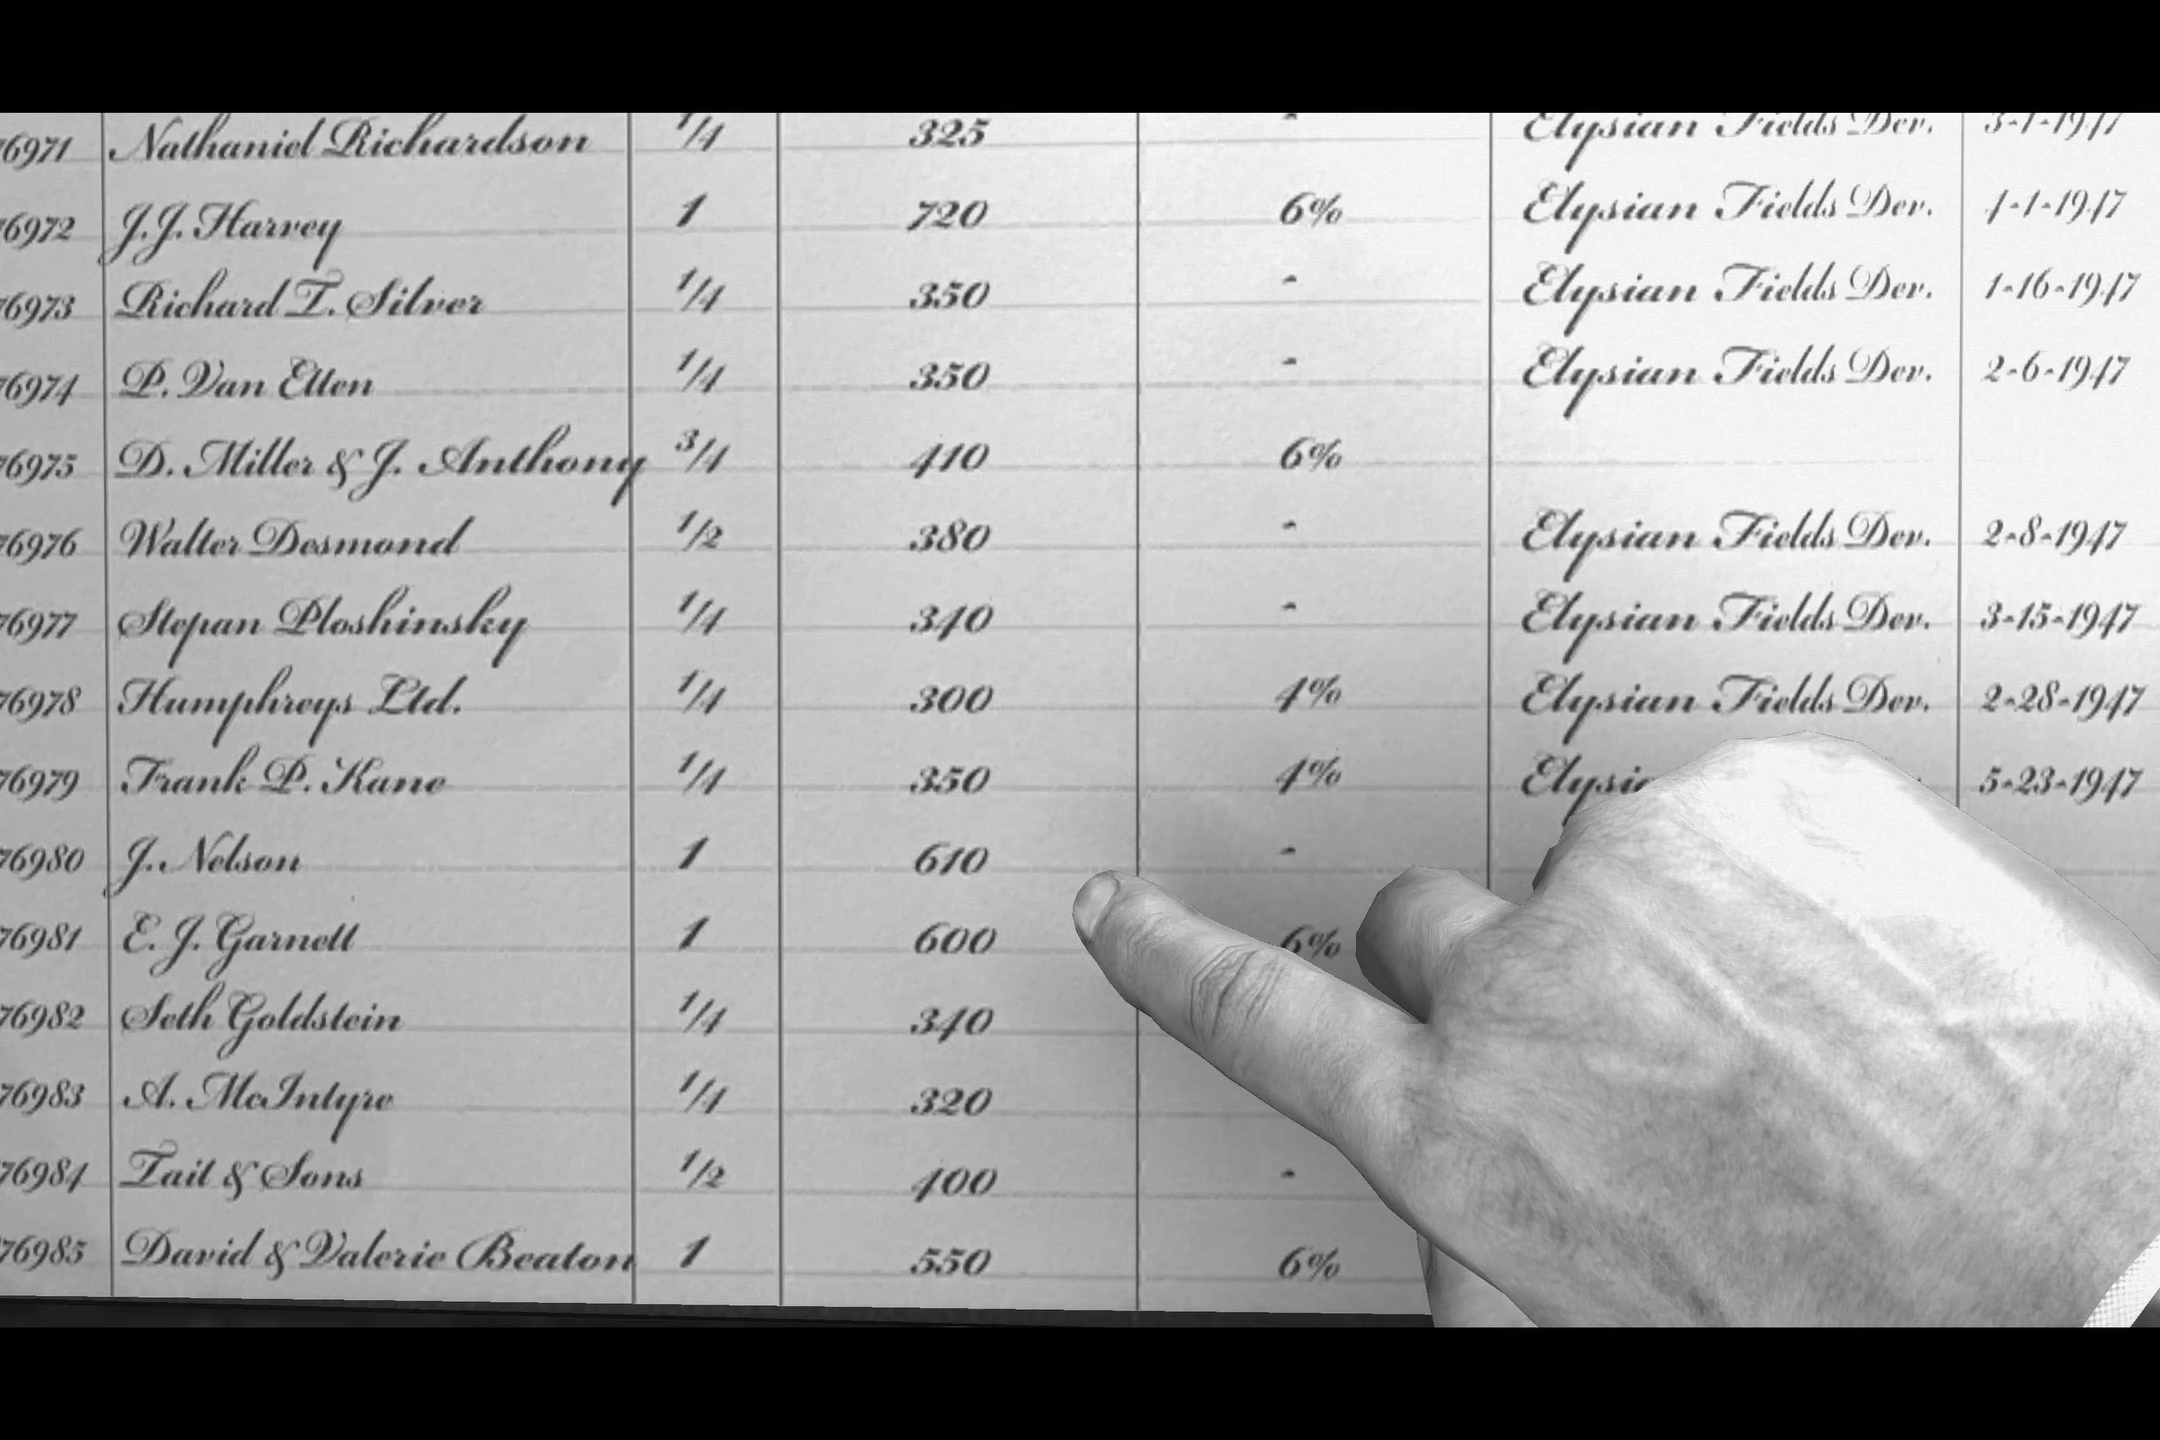 76971 Nathaniel Richardson 1/4 325 - Elysian Fields Dev. 3-1-1947
76972 J.J. Harvey 1 720 6% Elysian Fields Dev. 4-1-1947
76973 Richard T. Silver 1/4 350 - Elysian Fields Dev. 1-16-1947
76974 P. Van Etten 1/4 350 - Elysian Fields Dev. 2-6-1947
76975 D. Miller & J. Anthony 3/4 410 6%
76976 Walter Desmond 1/2 380 - Elysian Fields Dev. 2-8-1947
76977 Stepan Ploshinsky 1/4 340 - Elysian Fields Dev. 3-15-1947
76978 Humphreys Ltd. 1/4 300 4% Elysian Fields Dev. 2-28-1947
76979 Frank P. Kane 1/4 350 4% Elysia 5-23-1947
76980 J. Nelson 1 610 -
76981 E. J. Garnett 1 600 6%
76982 Seth Goldstein 1/4 340
76983 A. McIntyre 1/4 320
76984 Tait & Sons 1/2 400 -
76985 David & Valerie Beaton 1 550 6%